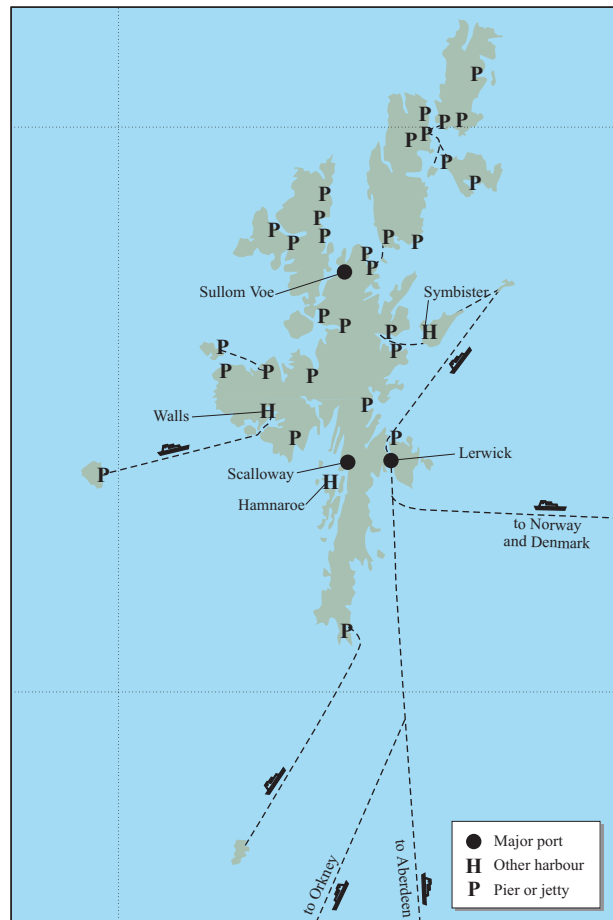 P
P
P P
P P
P
P
P
P
P P P
P P
P
P
Sullom Voe
Symbister
P
P P H
P P
P P P
P
Walls
H
P P
Lerwick
Scalloway
P
H
Hamnaroe
to Norway
and Denmark
P
to Orkney
to Aberdeen
Major port
H Other harbour
P Pier or jetty